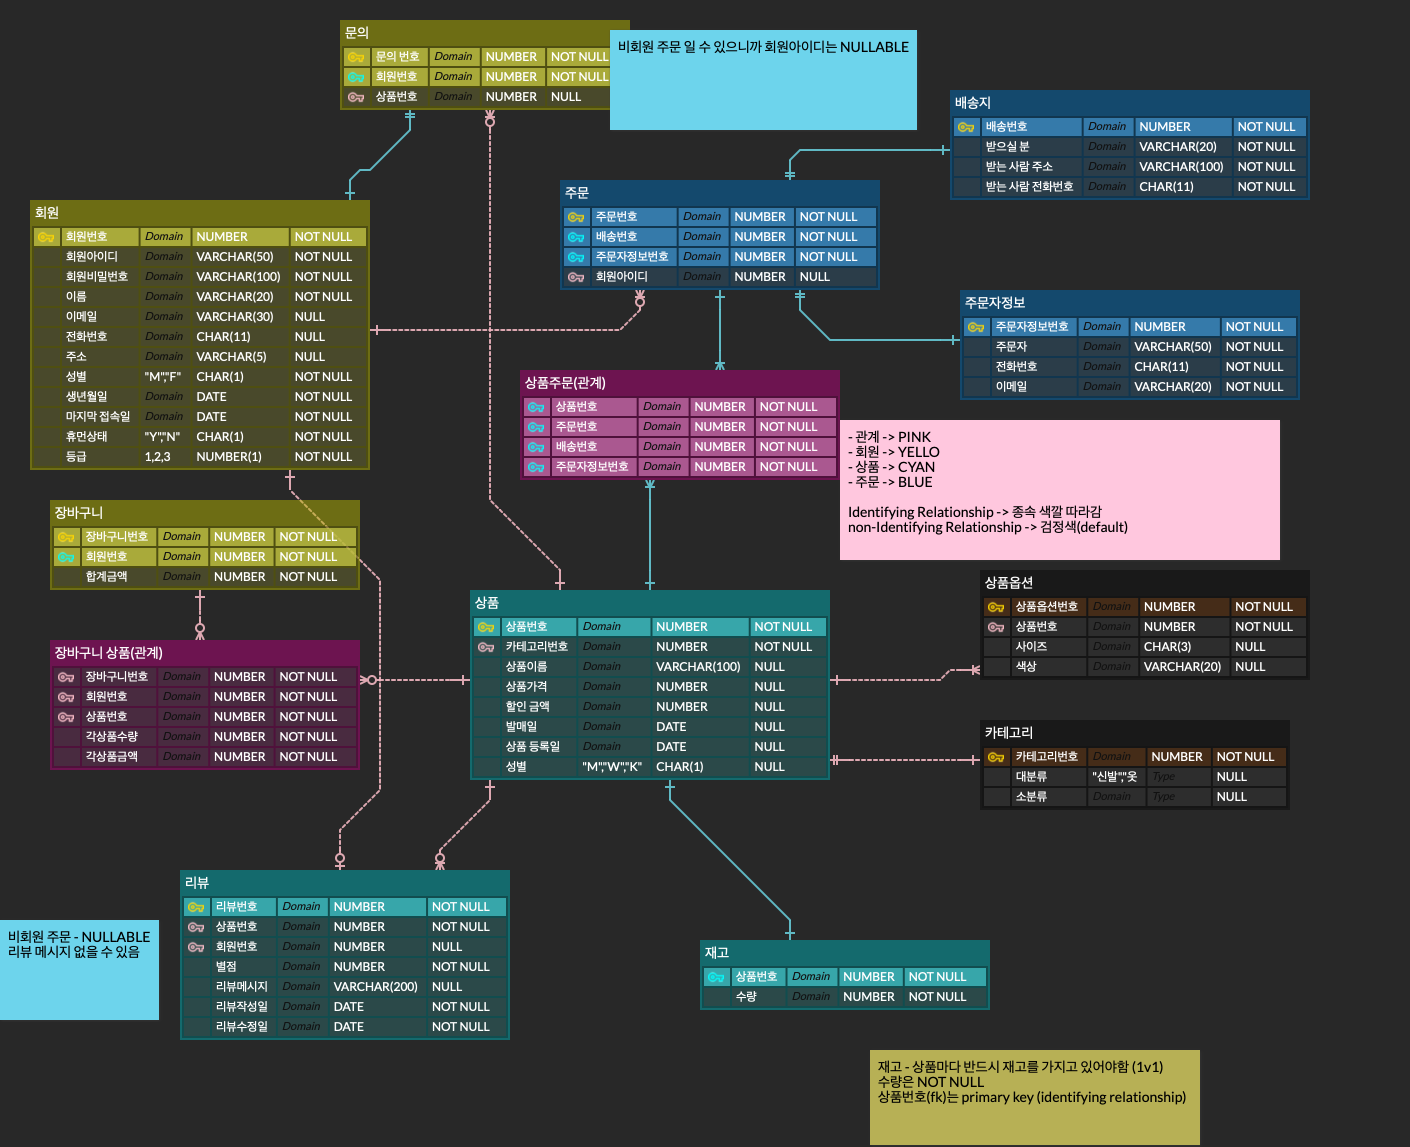 문의
문의 번호 Domain NUMBER NOT NULL
회원번호 Domain NUMBER NOT NULL
상품번호 Domain NUMBER NULL
비회원 주문 일 수 있으니까 회원아이디는 NULLABLE
배송지
배송번호 Domain NUMBER NOT NULL
받으실 분 Domain VARCHAR(20) NOT NULL
받는 사람 주소 Domain VARCHAR(100) NOT NULL
받는 사람 전화번호 Domain CHAR(11) NOT NULL
주문
주문번호 Domain NUMBER NOT NULL
배송번호 Domain NUMBER NOT NULL
주문자정보번호 Domain NUMBER NOT NULL
회원아이디 Domain NUMBER NULL
회원
회원번호 Domain NUMBER NOT NULL
회원아이디 Domain VARCHAR(50) NOT NULL
회원비밀번호 Domain VARCHAR(100) NOT NULL
이름 Domain VARCHAR(20) NOT NULL
이메일 Domain VARCHAR(30) NULL
전화번호 Domain CHAR(11) NULL
주소 Domain VARCHAR(5) NULL
성별 "M","F" CHAR(1) NOT NULL
생년월일 Domain DATE NOT NULL
마지막 접속일 Domain DATE NOT NULL
휴먼상태 "Y","N" CHAR(1) NOT NULL
등급 1,2,3 NUMBER(1) NOT NULL
주문자정보
주문자정보번호 Domain NUMBER NOT NULL
주문자 Domain VARCHAR(50) NOT NULL
전화번호 Domain CHAR(11) NOT NULL
이메일 Domain VARCHAR(20) NOT NULL
상품주문(관계)
상품번호 Domain NUMBER NOT NULL
주문번호 Domain NUMBER NOT NULL
배송번호 Domain NUMBER NOT NULL
주문자정보번호 Domain NUMBER NOT NULL
- 관계 -> PINK
- 회원 -> YELLO
- 상품 -> CYAN
- 주문 -> BLUE
Identifying Relationship -> 종속 색깔 따라감
non-Identifying Relationship -> 검정색(default)
장바구니
장바구니번호 Domain NUMBER NOT NULL
회원번호 Domain NUMBER NOT NULL
합계금액 Domain NUMBER NOT NULL
장바구니 상품(관계)
장바구니번호 Domain NUMBER NOT NULL
회원번호 Domain NUMBER NOT NULL
상품번호 Domain NUMBER NOT NULL
각상품수량 Domain NUMBER NOT NULL
각상품금액 Domain NUMBER NOT NULL
상품
상품번호 Domain NUMBER NOT NULL
카테고리번호 Domain NUMBER NOT NULL
상품이름 Domain VARCHAR(100) NULL
상품가격 Domain NUMBER NULL
할인 금액 Domain NUMBER NULL
발매일 Domain DATE NULL
상품 등록일 Domain DATE NULL
성별 "M","W","K" CHAR(1) NULL
상품옵션
상품옵션번호 Domain NUMBER NOT NULL
상품번호 Domain NUMBER NOT NULL
사이즈 Domain CHAR(3) NULL
색상 Domain VARCHAR(20) NULL
카테고리
카테고리번호 Domain NUMBER NOT NULL
대분류 "신발","옷 Type NULL
소분류 Domain Type NULL
리뷰
리뷰번호 Domain NUMBER NOT NULL
상품번호 Domain NUMBER NOT NULL
회원번호 Domain NUMBER NULL
별점 Domain NUMBER NOT NULL
리뷰메시지 Domain VARCHAR(200) NULL
리뷰작성일 Domain DATE NOT NULL
리뷰수정일 Domain DATE NOT NULL
비회원 주문 - NULLABLE
리뷰 메시지 없을 수 있음
재고
상품번호 Domain NUMBER NOT NULL
수량 Domain NUMBER NOT NULL
재고 - 상품마다 반드시 재고를 가지고 있어야함 (1v1)
수량은 NOT NULL
상품번호(fk)는 primary key (identifying relationship)